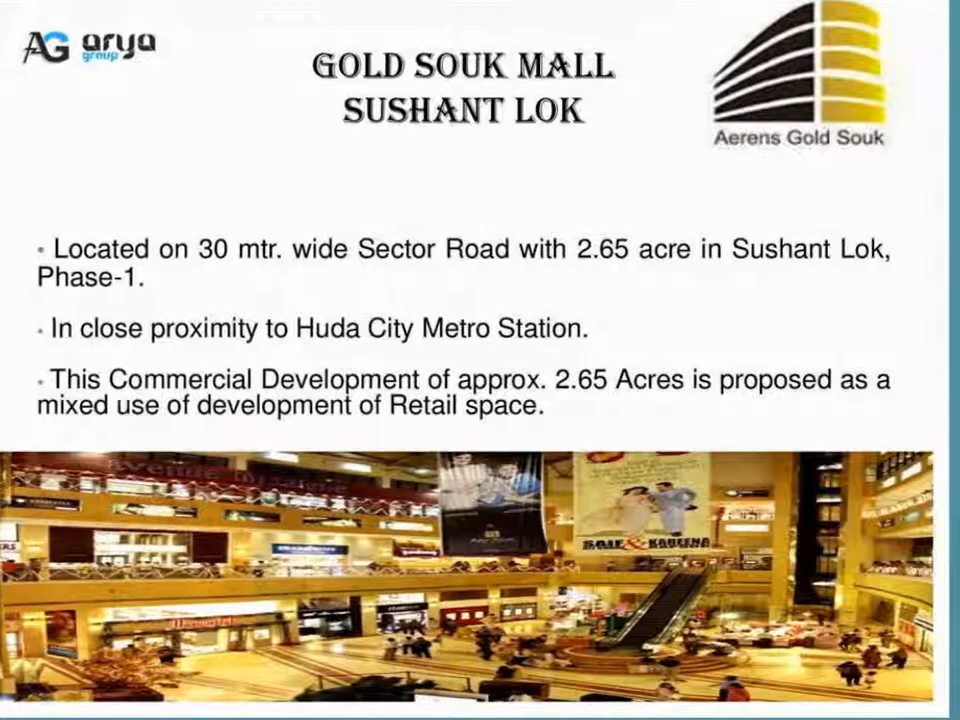 AG arya
group
GOLD SOUK MALL
SUSHANT LOK
Aerens Gold Souk
• Located on 30 mtr. wide Sector Road with 2.65 acre in Sushant Lok,
Phase-1.
• In close proximity to Huda City Metro Station.
• This Commercial Development of approx. 2.65 Acres is proposed as a
mixed use of development of Retail space.
avenue
SAIF & KAREENA